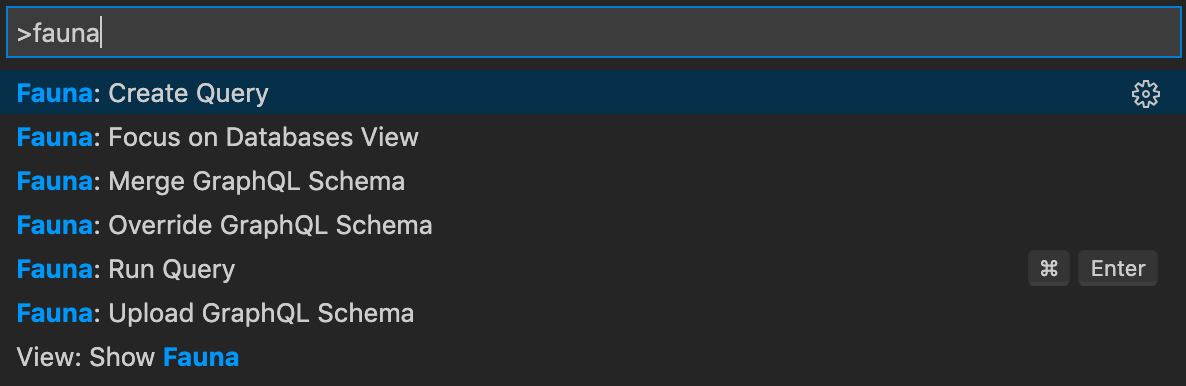 >fauna
Fauna: Create Query
Fauna: Focus on Databases View
Fauna: Merge GraphQL Schema
Fauna: Override GraphQL Schema
Fauna: Run Query ⌘ Enter
Fauna: Upload GraphQL Schema
View: Show Fauna